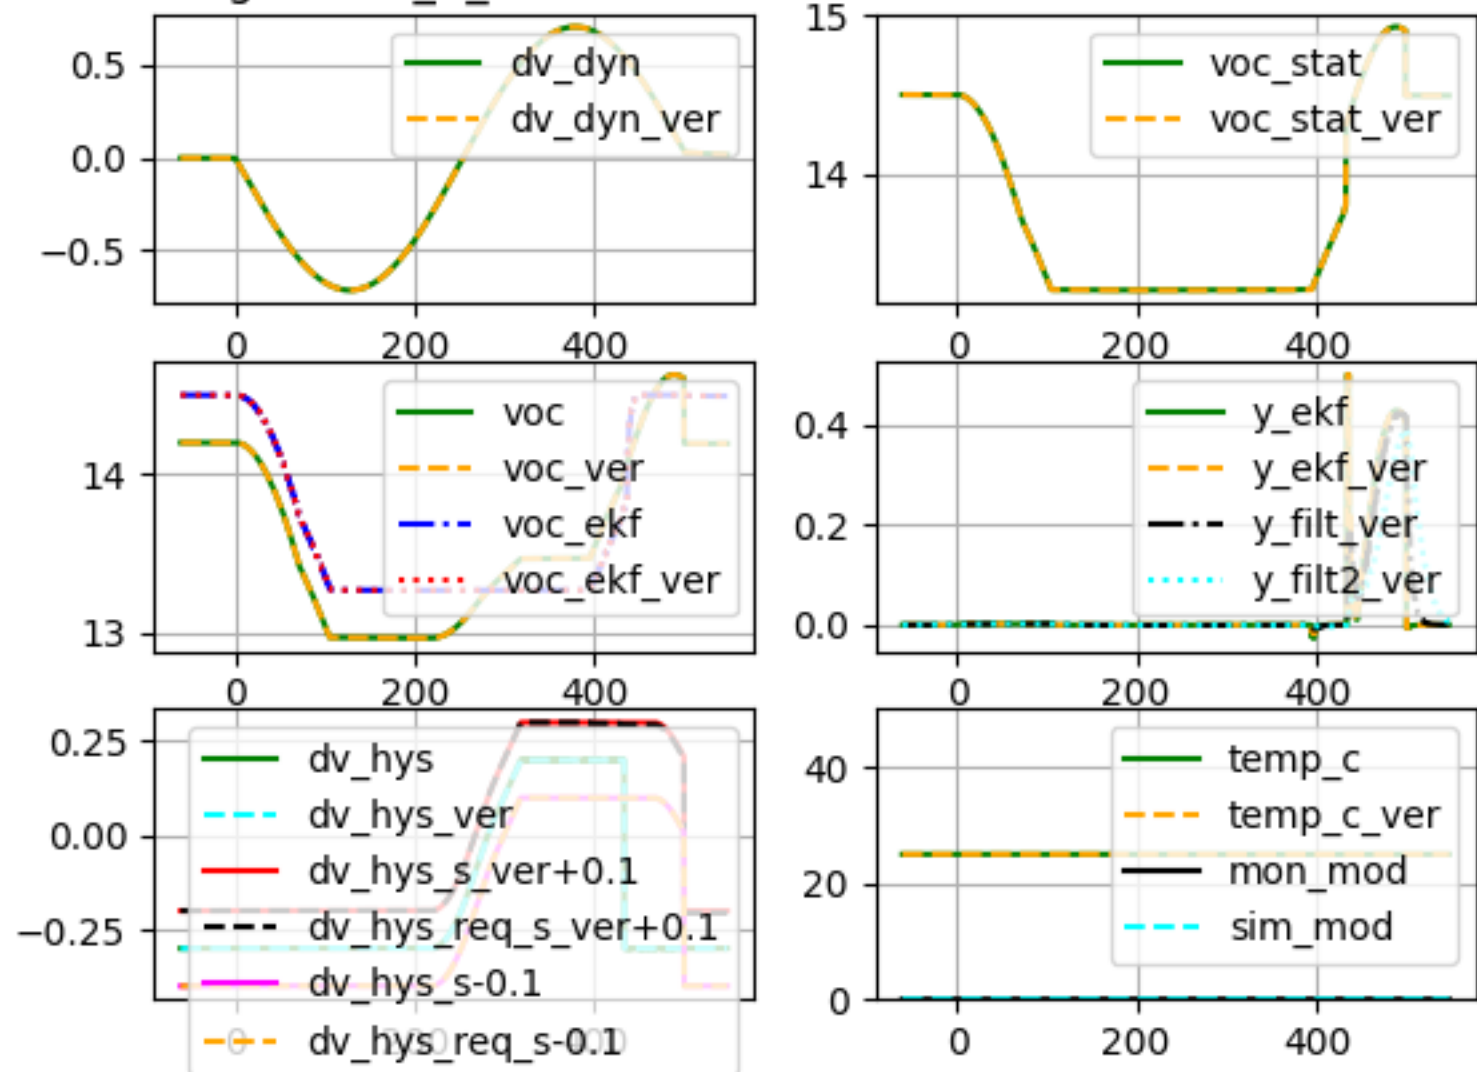 0.5
0.0
−0.5
dv_dyn
dv_dyn_ver
0
200
400
15
14
voc_stat
voc_stat_ver
0
200
400
14
13
voc
voc_ver
voc_ekf
voc_ekf_ver
0
200
400
0.4
0.2
0.0
y_ekf
y_ekf_ver
y_filt_ver
y_filt2_ver
0
200
400
0.25
0.00
−0.25
dv_hys
dv_hys_ver
dv_hys_s_ver+0.1
dv_hys_req_s_ver+0.1
dv_hys_s-0.1
dv_hys_req_s-0.1
0
200
400
40
20
0
temp_c
temp_c_ver
mon_mod
sim_mod
0
200
400